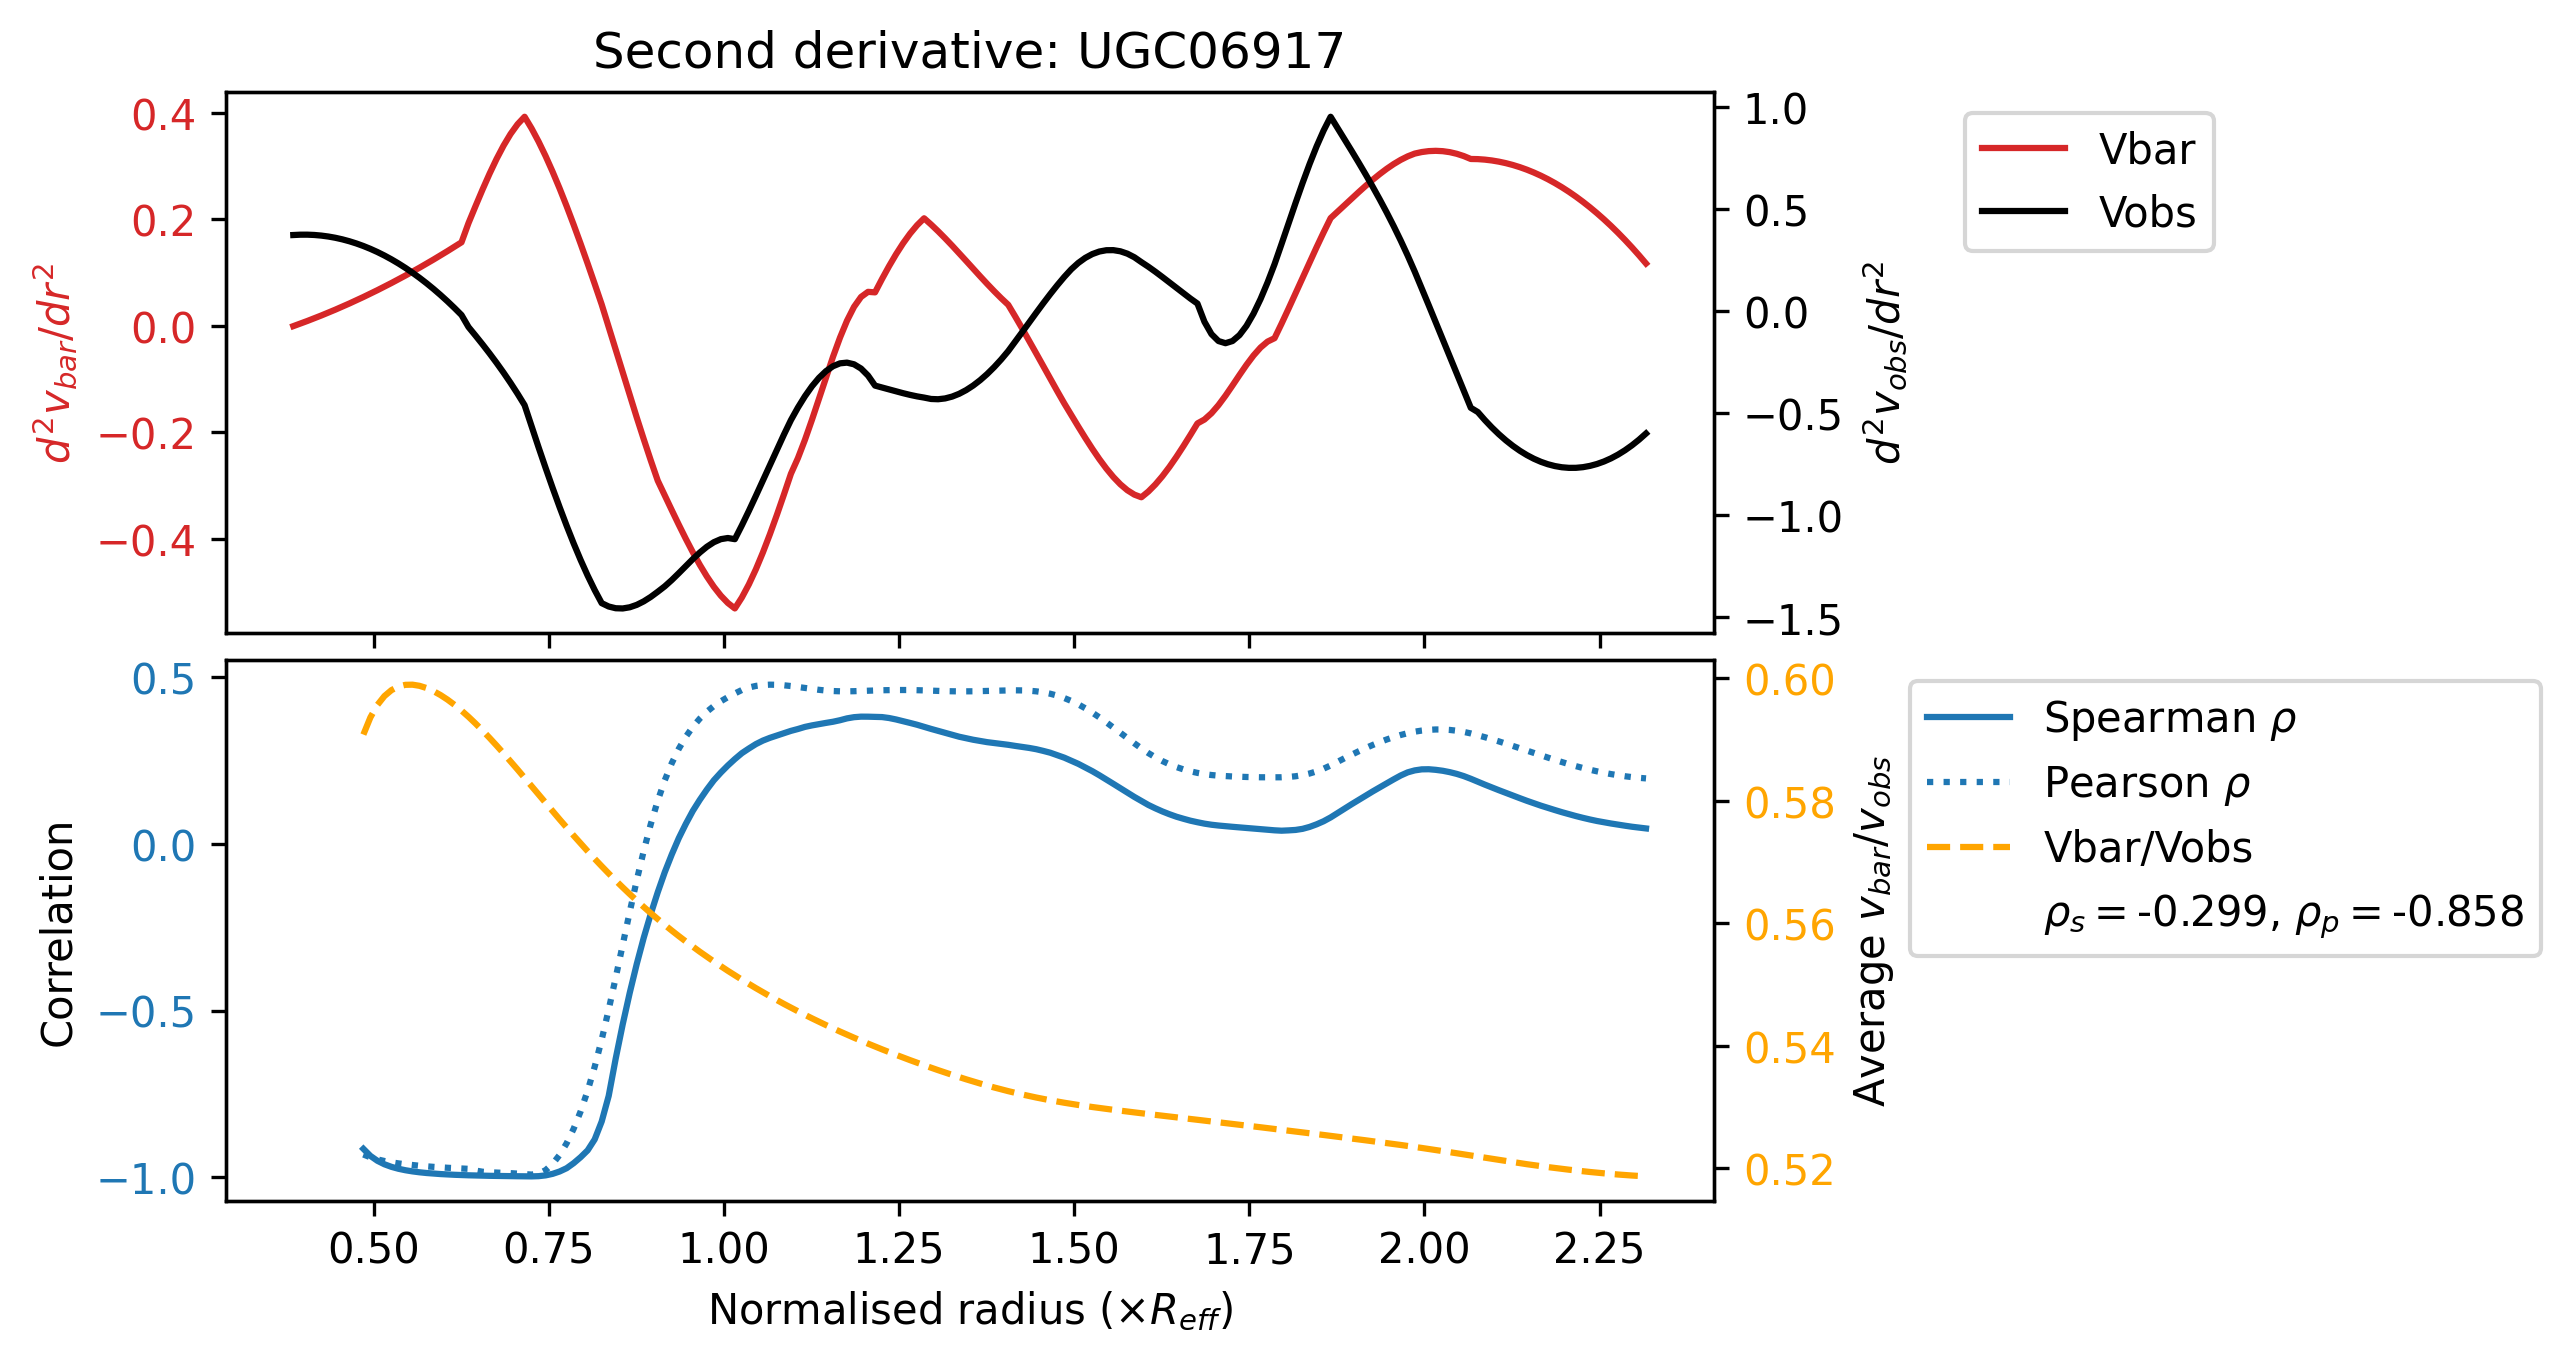 Second derivative: UGC06917
0.4
0.2
0.0
−0.2
−0.4
d²v_bar/dr²
1.0
0.5
0.0
−0.5
−1.0
−1.5
d²v_obs/dr²
Vbar
Vobs
0.5
0.0
−0.5
−1.0
Correlation
0.60
0.58
0.56
0.54
0.52
Average v_bar/v_obs
Spearman ρ
Pearson ρ
Vbar/Vobs
ρ_s = -0.299, ρ_p = -0.858
0.50 0.75 1.00 1.25 1.50 1.75 2.00 2.25
Normalised radius (×R_eff)